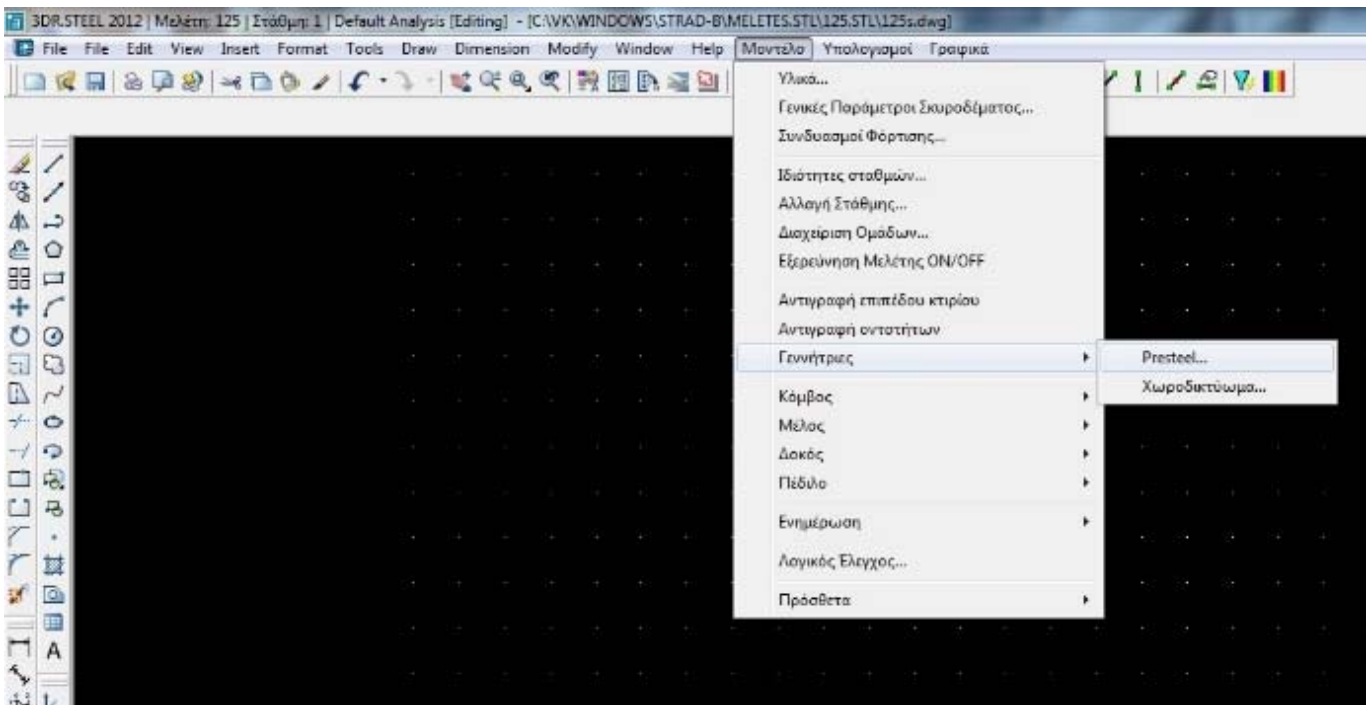 3DR.STEEL 2012 | Μελέτη: 125 | Στάθμη: 1 | Default Analysis [Editing] - [C:\VK\WINDOWS\STRAD-B\MELETES.STL\125.STL\125s.dwg]
File File Edit View Insert Format Tools Draw Dimension Modify Window Help Μοντέλο Υπολογισμοί Γραφικά
Υλικά...
Γενικές Παράμετροι Σκυροδέματος...
Συνδυασμοί Φόρτισης...
Ιδιότητες σταθμών...
Αλλαγή Στάθμης...
Διαχείριση Ομάδων...
Εξερεύνηση Μελέτης ON/OFF
Αντιγραφή επιπέδου κτιρίου
Αντιγραφή οντοτήτων
Γεννήτριες
Presteel...
Χωροδικτύωμα...
Κόμβος
Μέλος
Δοκός
Πέδιλο
Ενημέρωση
Λογικός Έλεγχος...
Πρόσθετα
A